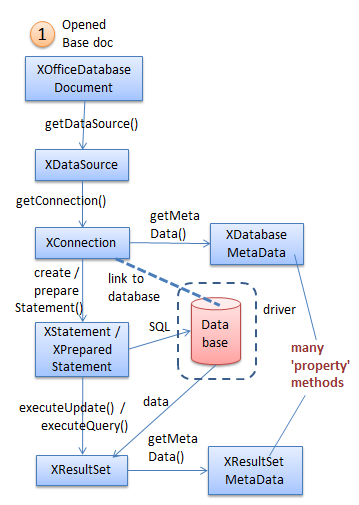 1
Opened
Base doc
XOfficeDatabase
Document
getDataSource()
XDataSource
getConnection()
getMeta
Data()
XConnection
XDatabase
MetaData
create /
prepare
Statement()
link to
database
driver
XStatement /
XPrepared
Statement
SQL
Data
base
many
'property'
methods
executeUpdate() /
executeQuery()
data
getMeta
Data()
XResultSet
XResultSet
MetaData